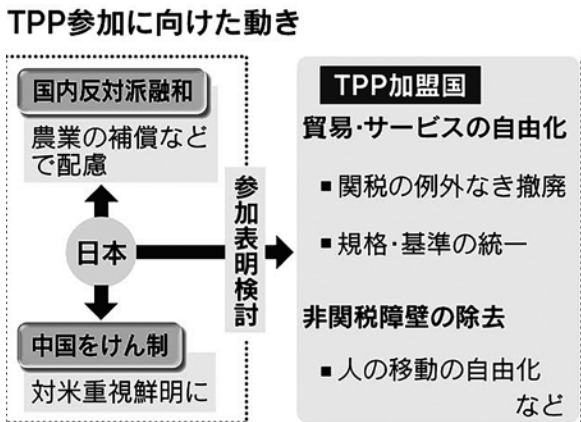 TPP参加に向けた動き
国内反対派融和
農業の補償など
で配慮
日本
中国をけん制
対米重視鮮明に
参加表明検討
TPP加盟国
貿易・サービスの自由化
■関税の例外なき撤廃
■規格・基準の統一
非関税障壁の除去
■人の移動の自由化
など